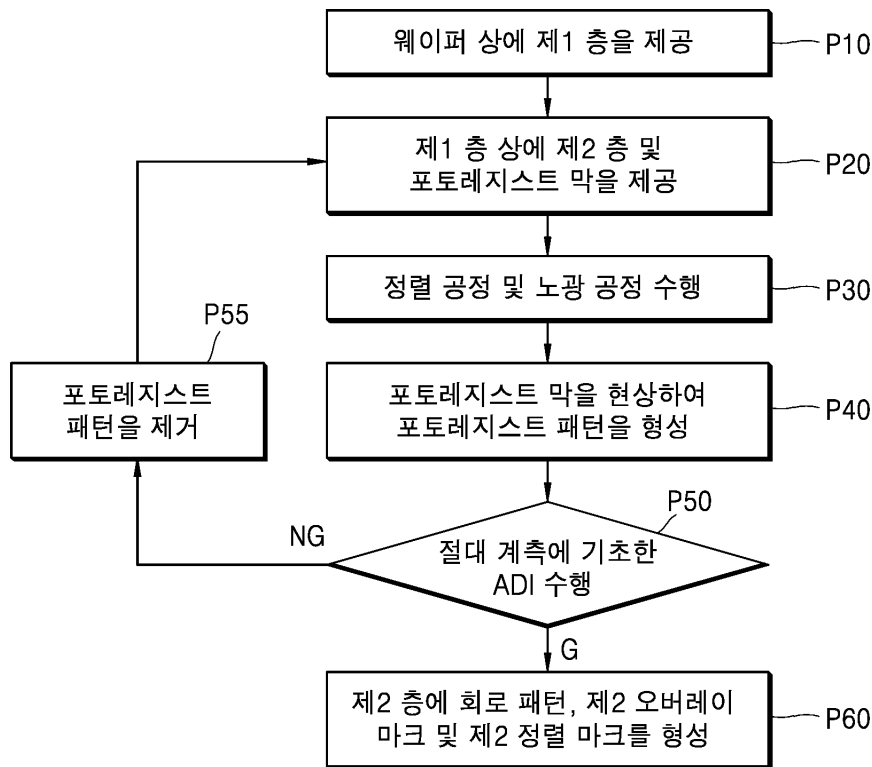 웨이퍼 상에 제1 층을 제공
P10
제1 층 상에 제2 층 및
포토레지스트 막을 제공
P20
정렬 공정 및 노광 공정 수행
P30
P55
포토레지스트
패턴을 제거
포토레지스트 막을 현상하여
포토레지스트 패턴을 형성
P40
P50
NG
절대 계측에 기초한
ADI 수행
G
제2 층에 회로 패턴, 제2 오버레이
마크 및 제2 정렬 마크를 형성
P60